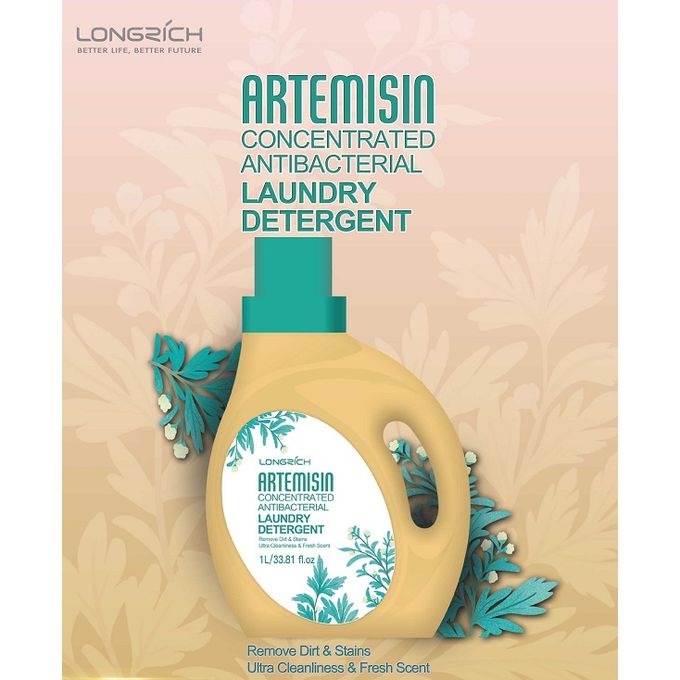 LONGRICH
BETTER LIFE, BETTER FUTURE
ARTEMISIN
CONCENTRATED
ANTIBACTERIAL
LAUNDRY
DETERGENT
LONGRICH
ARTEMISIN
CONCENTRATED
ANTIBACTERIAL
LAUNDRY
DETERGENT
Remove Dirt & Stains
Ultra Cleanliness & Fresh Scent
1L/33.81 fl.oz
Remove Dirt & Stains
Ultra Cleanliness & Fresh Scent